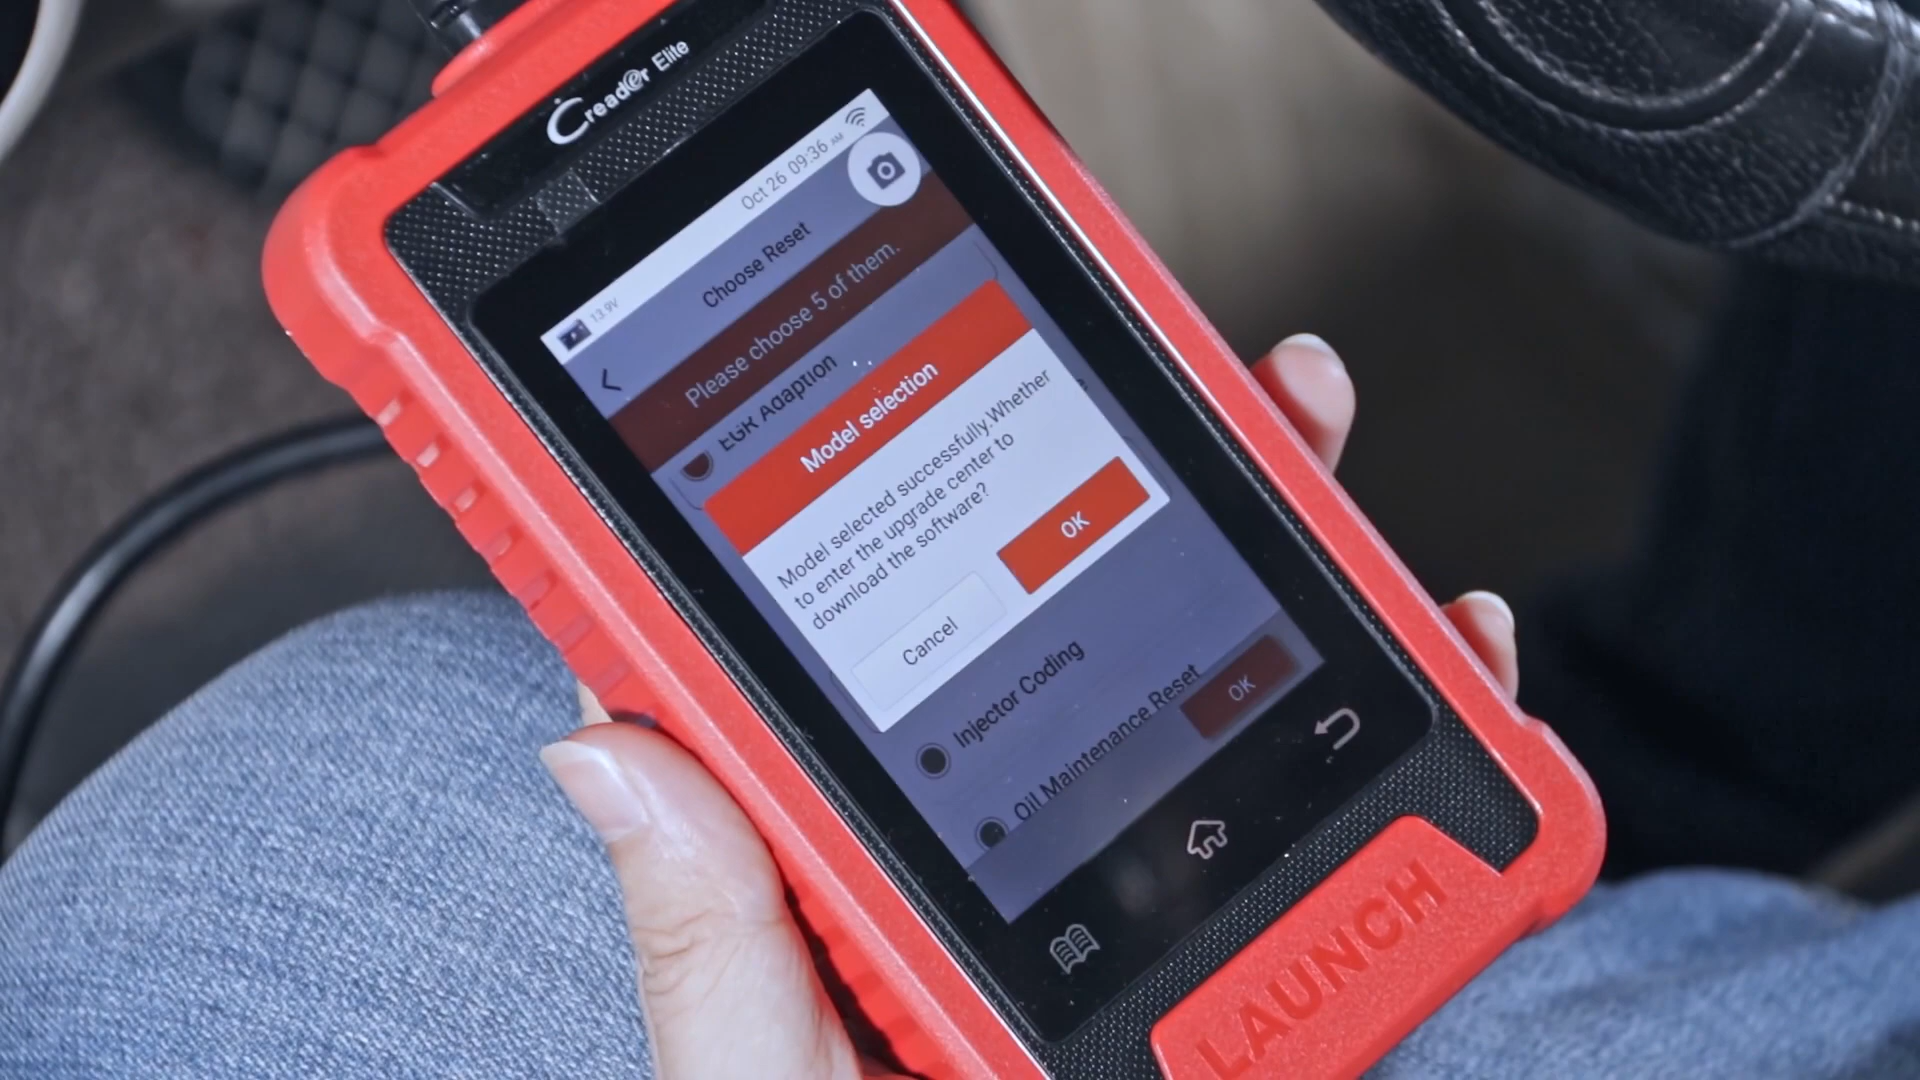 Creader Elite
Oct 26 09:36 AM
13.9V
Choose Reset
Please choose 5 of them.
EGR Adaption
Model selection
Model selected successfully.Whether
to enter the upgrade center to
download the software?
Cancel
OK
Injector Coding
Oil Maintenance Reset
OK
LAUNCH